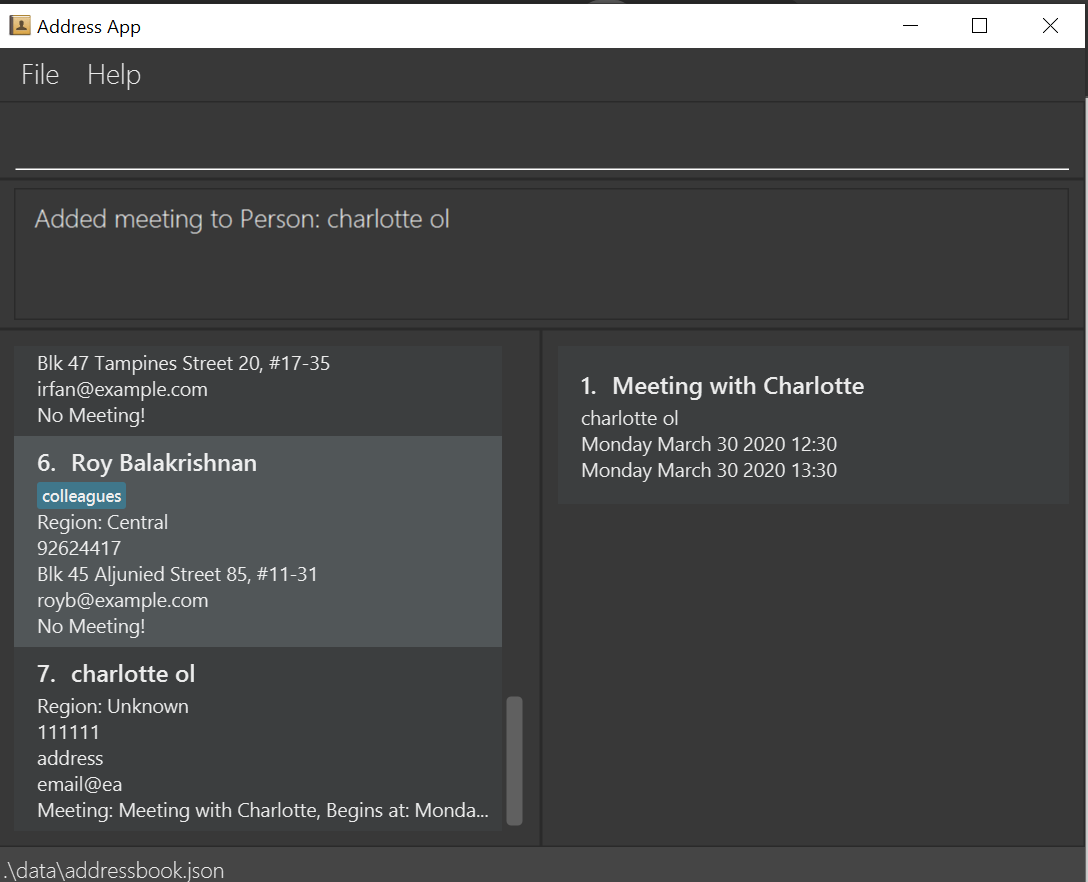 Address App
File Help
Added meeting to Person: charlotte ol
Blk 47 Tampines Street 20, #17-35
irfan@example.com
No Meeting!
6. Roy Balakrishnan
colleagues
Region: Central
92624417
Blk 45 Aljunied Street 85, #11-31
royb@example.com
No Meeting!
7. charlotte ol
Region: Unknown
111111
address
email@ea
Meeting: Meeting with Charlotte, Begins at: Monda...
1. Meeting with Charlotte
charlotte ol
Monday March 30 2020 12:30
Monday March 30 2020 13:30
.\data\addressbook.json